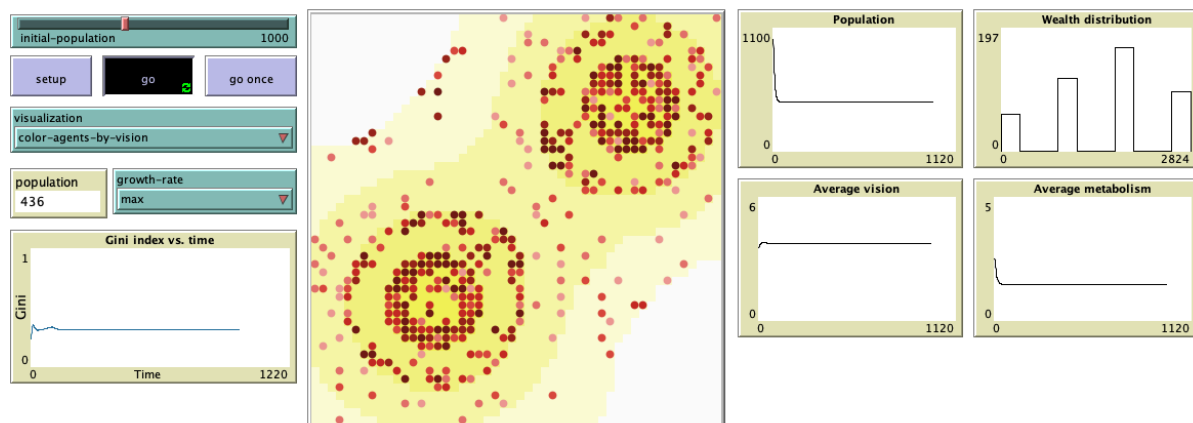 initial-population 1000
setup
go
go once
visualization
color-agents-by-vision
population
436
growth-rate
max
Gini index vs. time
1
Gini
0
0
Time
1220
Population
1100
0
0
1120
Wealth distribution
197
0
0
2824
Average vision
6
0
0
1120
Average metabolism
5
0
0
1120